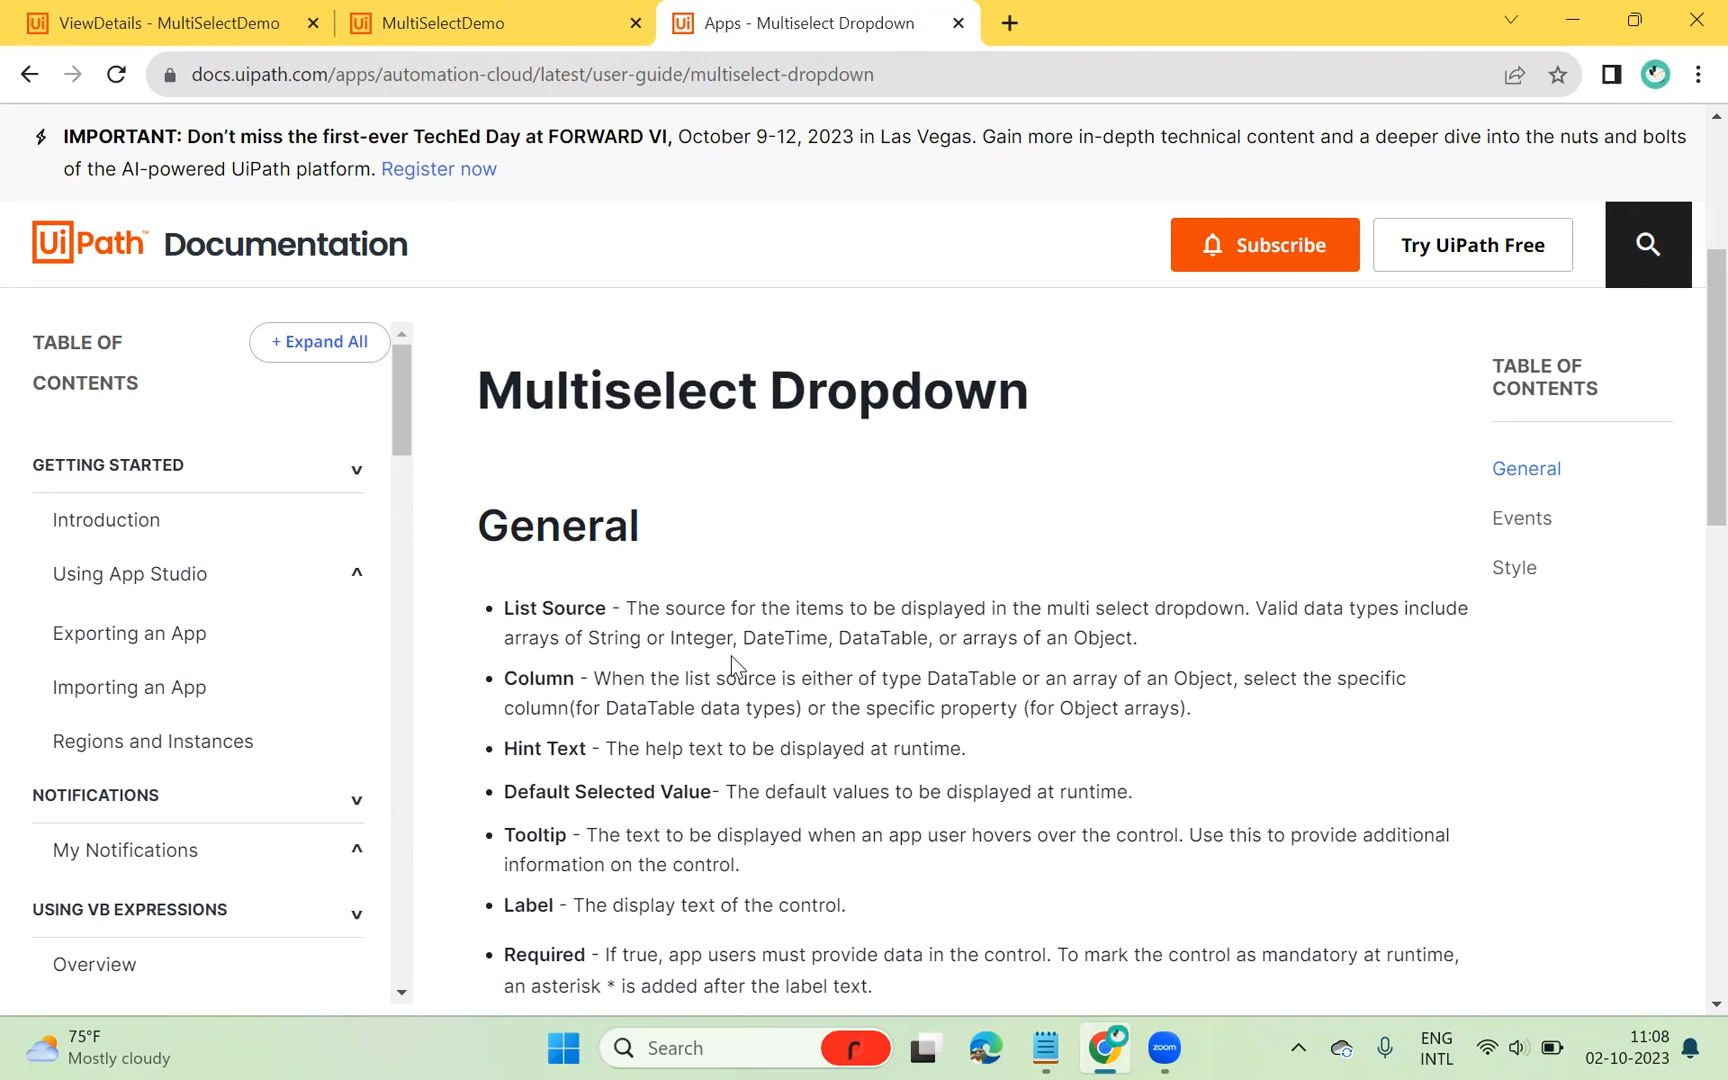 ViewDetails - MultiSelectDemo
MultiSelectDemo
Apps - Multiselect Dropdown
docs.uipath.com/apps/automation-cloud/latest/user-guide/multiselect-dropdown
IMPORTANT: Don't miss the first-ever TechEd Day at FORWARD VI, October 9-12, 2023 in Las Vegas. Gain more in-depth technical content and a deeper dive into the nuts and bolts
of the AI-powered UiPath platform. Register now
UiPath™ Documentation
Subscribe
Try UiPath Free
TABLE OF
CONTENTS
+ Expand All
GETTING STARTED
Introduction
Using App Studio
Exporting an App
Importing an App
Regions and Instances
NOTIFICATIONS
My Notifications
USING VB EXPRESSIONS
Overview
Multiselect Dropdown
General
• List Source - The source for the items to be displayed in the multi select dropdown. Valid data types include
arrays of String or Integer, DateTime, DataTable, or arrays of an Object.
• Column - When the list source is either of type DataTable or an array of an Object, select the specific
column(for DataTable data types) or the specific property (for Object arrays).
• Hint Text - The help text to be displayed at runtime.
• Default Selected Value- The default values to be displayed at runtime.
• Tooltip - The text to be displayed when an app user hovers over the control. Use this to provide additional
information on the control.
• Label - The display text of the control.
• Required - If true, app users must provide data in the control. To mark the control as mandatory at runtime,
an asterisk * is added after the label text.
TABLE OF
CONTENTS
General
Events
Style
75°F
Mostly cloudy
Search
zoom
ENG
INTL
11:08
02-10-2023